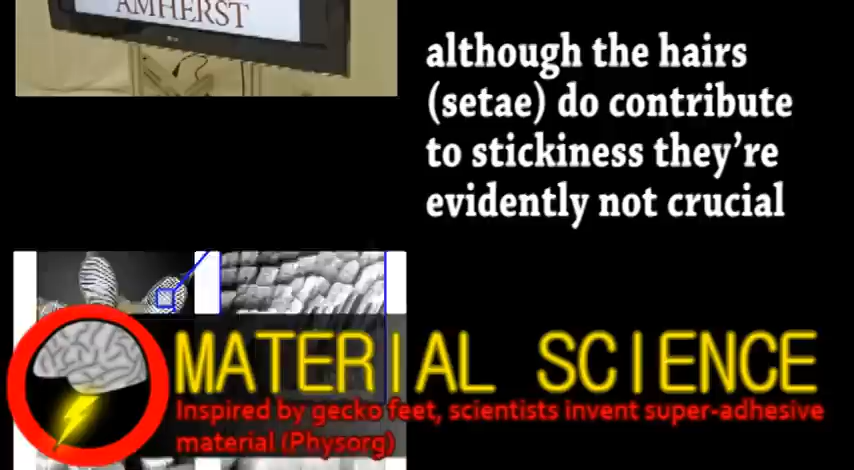 AMHERST
although the hairs
(setae) do contribute
to stickiness they're
evidently not crucial
MATERIAL SCIENCE
Inspired by gecko feet, scientists invent super-adhesive
material (Physorg)